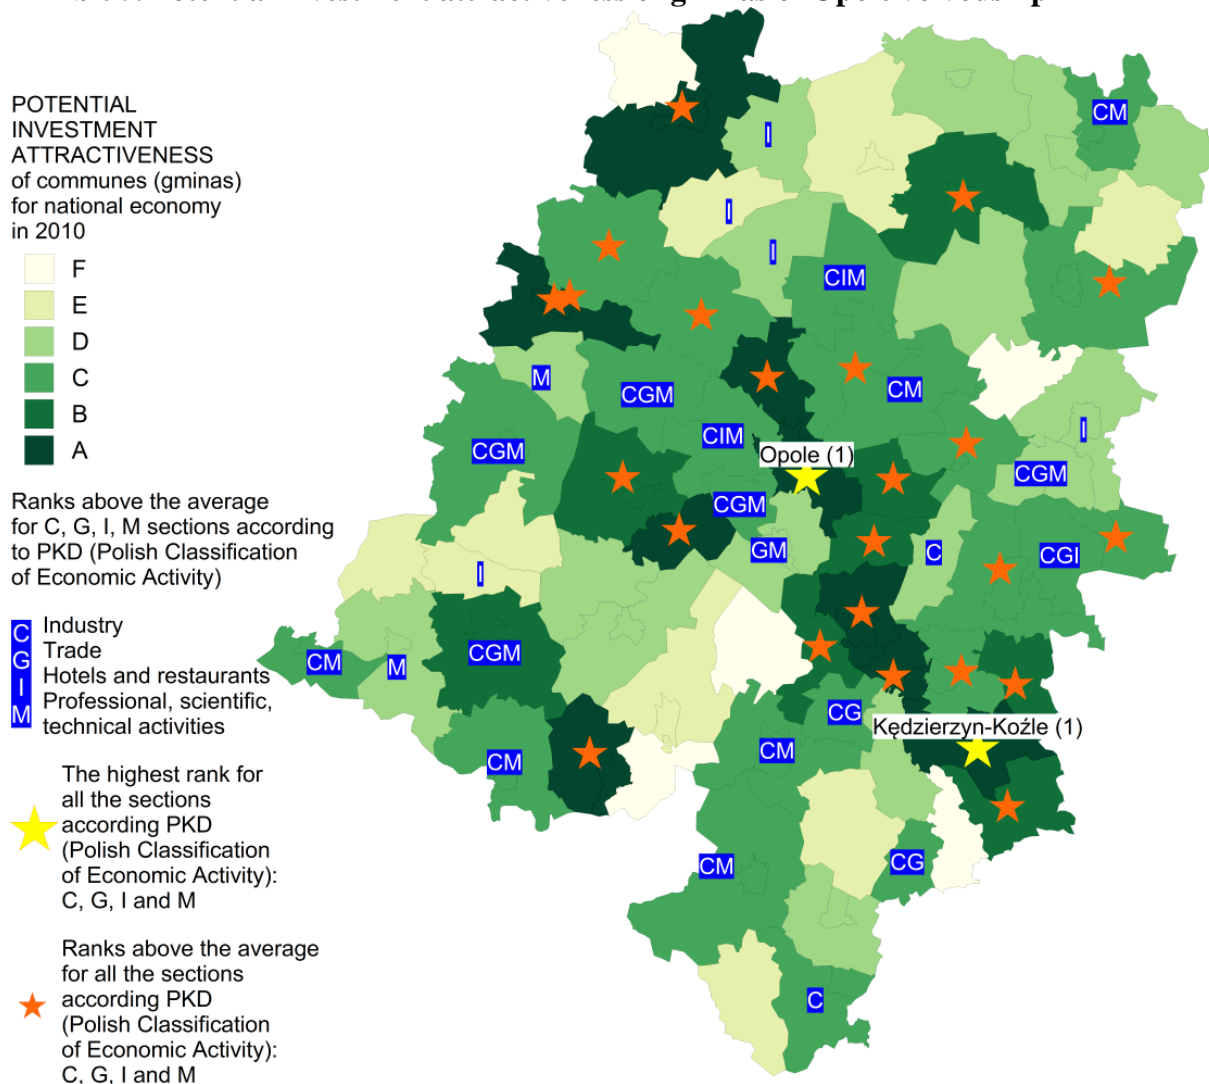 POTENTIAL
INVESTMENT
ATTRACTIVENESS
of communes (gminas)
for national economy
in 2010
F
E
D
C
B
A
Ranks above the average
for C, G, I, M sections according
to PKD (Polish Classification
of Economic Activity)
C Industry
G Trade
I Hotels and restaurants
M Professional, scientific,
technical activities
The highest rank for
all the sections
according PKD
(Polish Classification
of Economic Activity):
C, G, I and M
Ranks above the average
for all the sections
according PKD
(Polish Classification
of Economic Activity):
C, G, I and M
CM
I
I
I
CIM
M
CGM
CM
CIM
I
CGM
Opole (1)
CGM
CGM
GM
C
CGI
I
CGM
CM
M
CG
Kędzierzyn-Koźle (1)
CM
CM
CG
CM
C